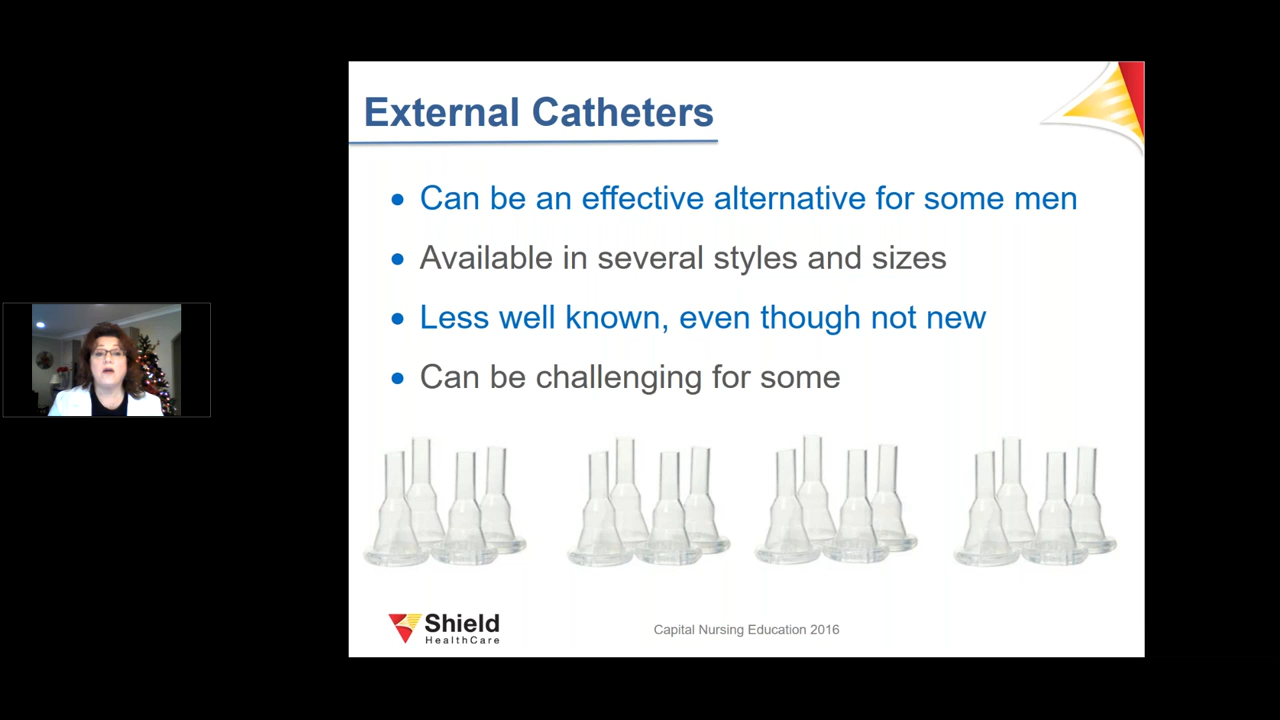 External Catheters
• Can be an effective alternative for some men
• Available in several styles and sizes
• Less well known, even though not new
• Can be challenging for some
Shield
HealthCare
Capital Nursing Education 2016